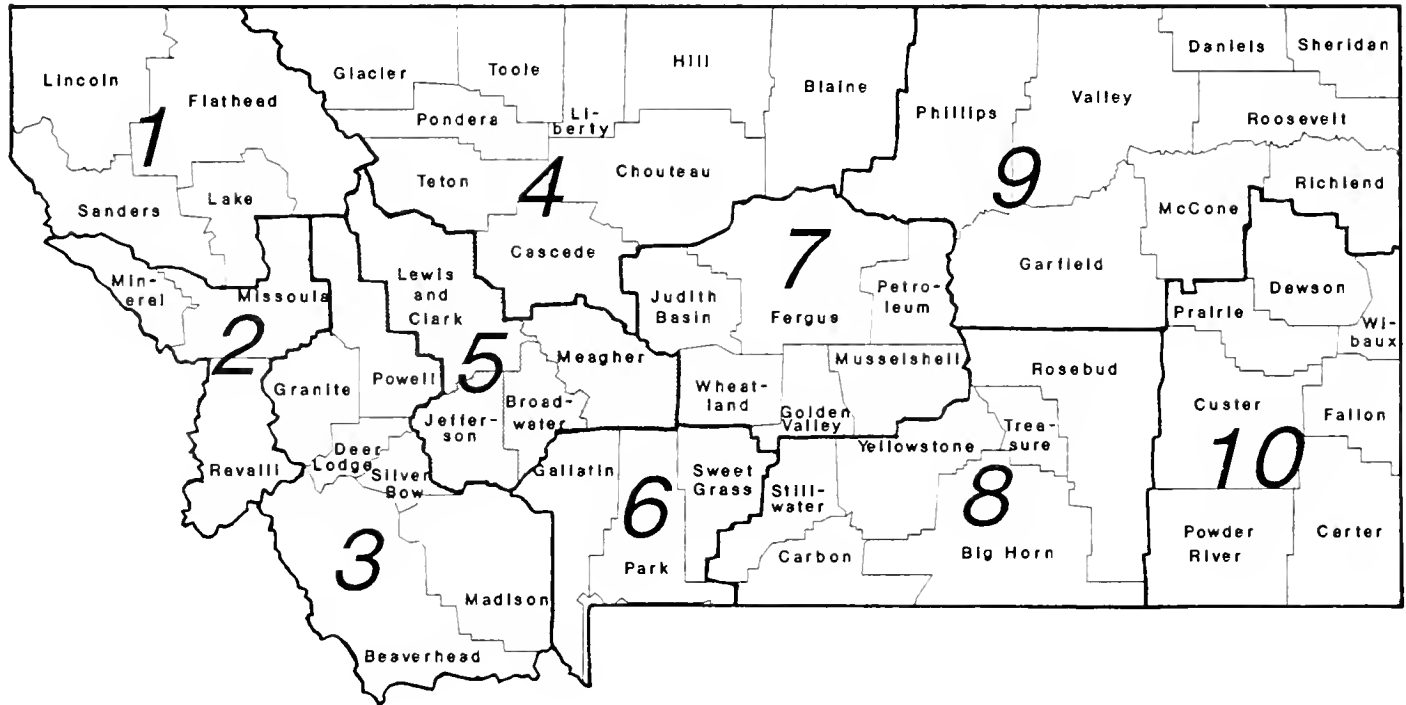 Lincoln
Flathead
1
Sanders
Lake
Glacier
Toole
Li-
berty
Hill
Blaine
Pondera
Teton
4
Chouteau
Cascede
Phillips
Valley
Daniels
Sheridan
Roosevelt
9
McCone
Richlend
Garfield
Min-
eral
Missoula
2
Revalli
Lewis
and
Clark
5
Meagher
Powell
Granite
Jeffer-
son
Broad-
water
Deer
Lodge
Silver
Bow
3
Madison
Beaverhead
Judith
Basin
7
Fergus
Petro-
leum
Wheat-
land
Golden
Valley
Musselshell
Gallatin
6
Park
Sweet
Grass
Still-
water
Yellowstone
Carbon
8
Big Horn
Trea-
sure
Rosebud
Prairie
Dewson
Wi-
baux
Custer
Fallon
10
Powder
River
Certer